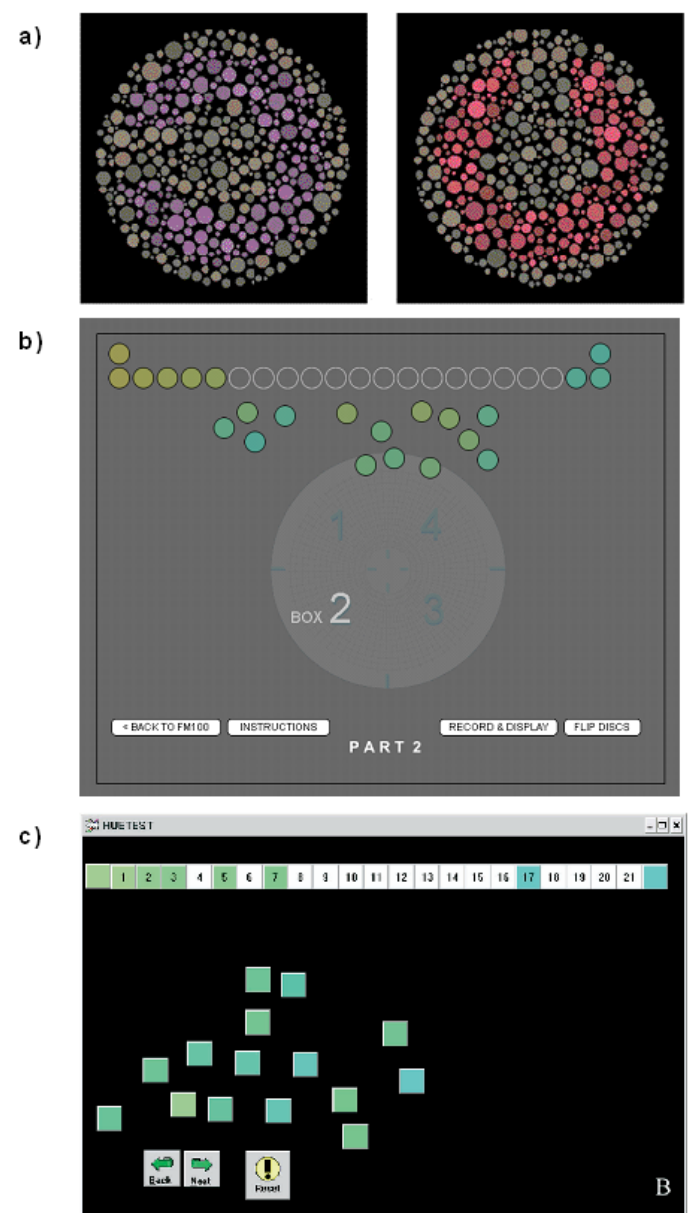 a)
b)
1 4
BOX 2 3
< BACK TO FM100 INSTRUCTIONS RECORD & DISPLAY FLIP DISCS
PART 2
c)
HUETEST
1 2 3 4 5 6 7 8 9 10 11 12 13 14 15 16 17 18 19 20 21
Back Next Reset
B